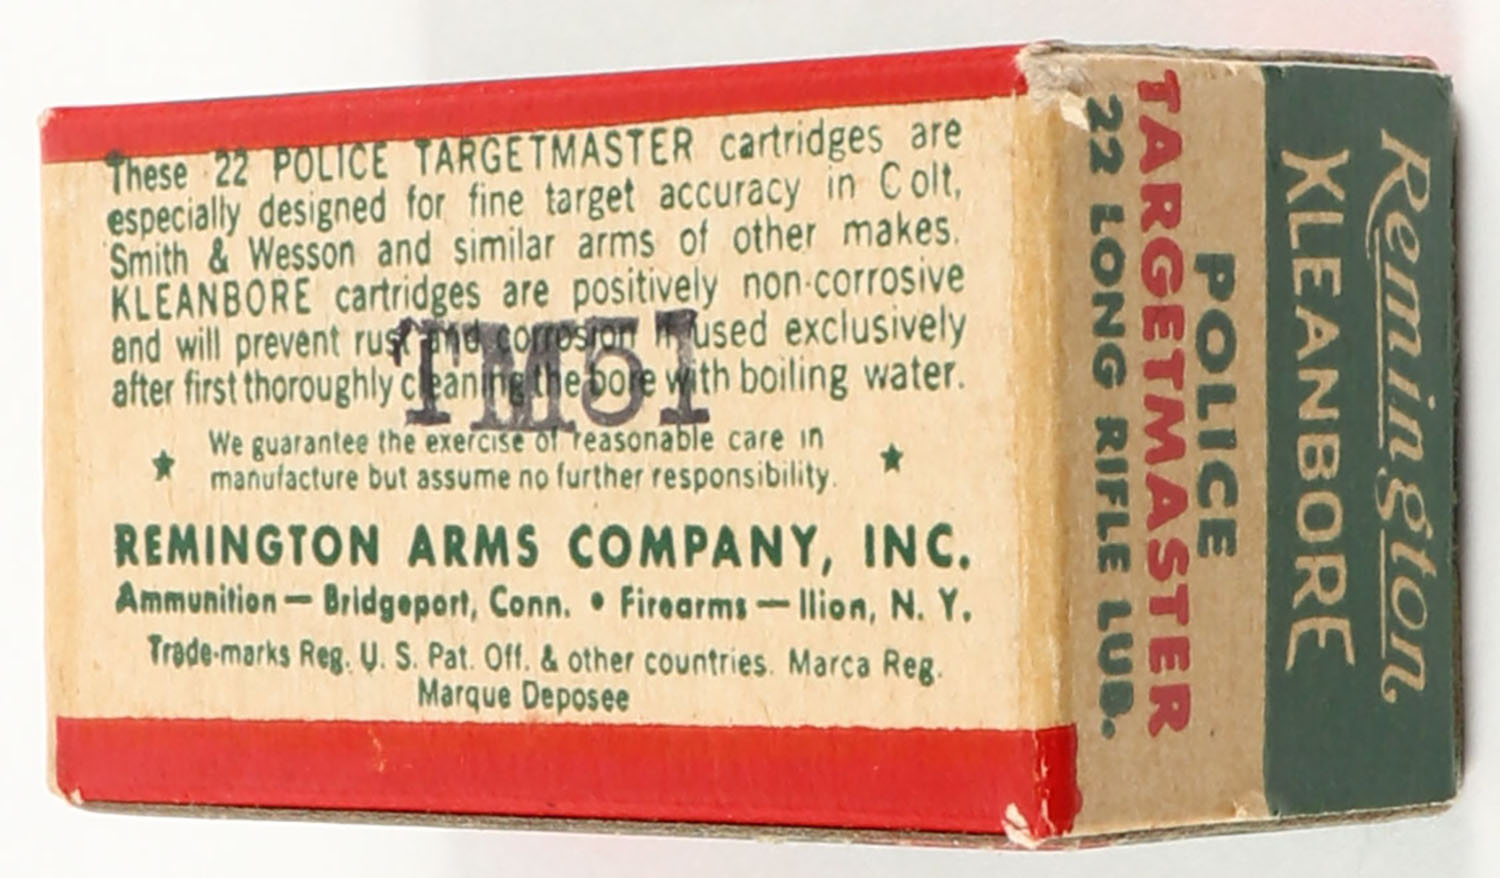 These 22 POLICE TARGETMASTER cartridges are
especially designed for fine target accuracy in Colt,
Smith & Wesson and similar arms of other makes.
KLEANBORE cartridges are positively non-corrosive
and will prevent rust and corrosion if used exclusively
after first thoroughly cleaning the bore with boiling water.
TM51
We guarantee the exercise of reasonable care in
manufacture but assume no further responsibility.
REMINGTON ARMS COMPANY, INC.
Ammunition — Bridgeport, Conn. • Firearms — Ilion, N. Y.
Trade-marks Reg. U. S. Pat. Off. & other countries. Marca Reg.
Marque Deposee
Remington
KLEANBORE
POLICE
TARGETMASTER
22 LONG RIFLE LUB.